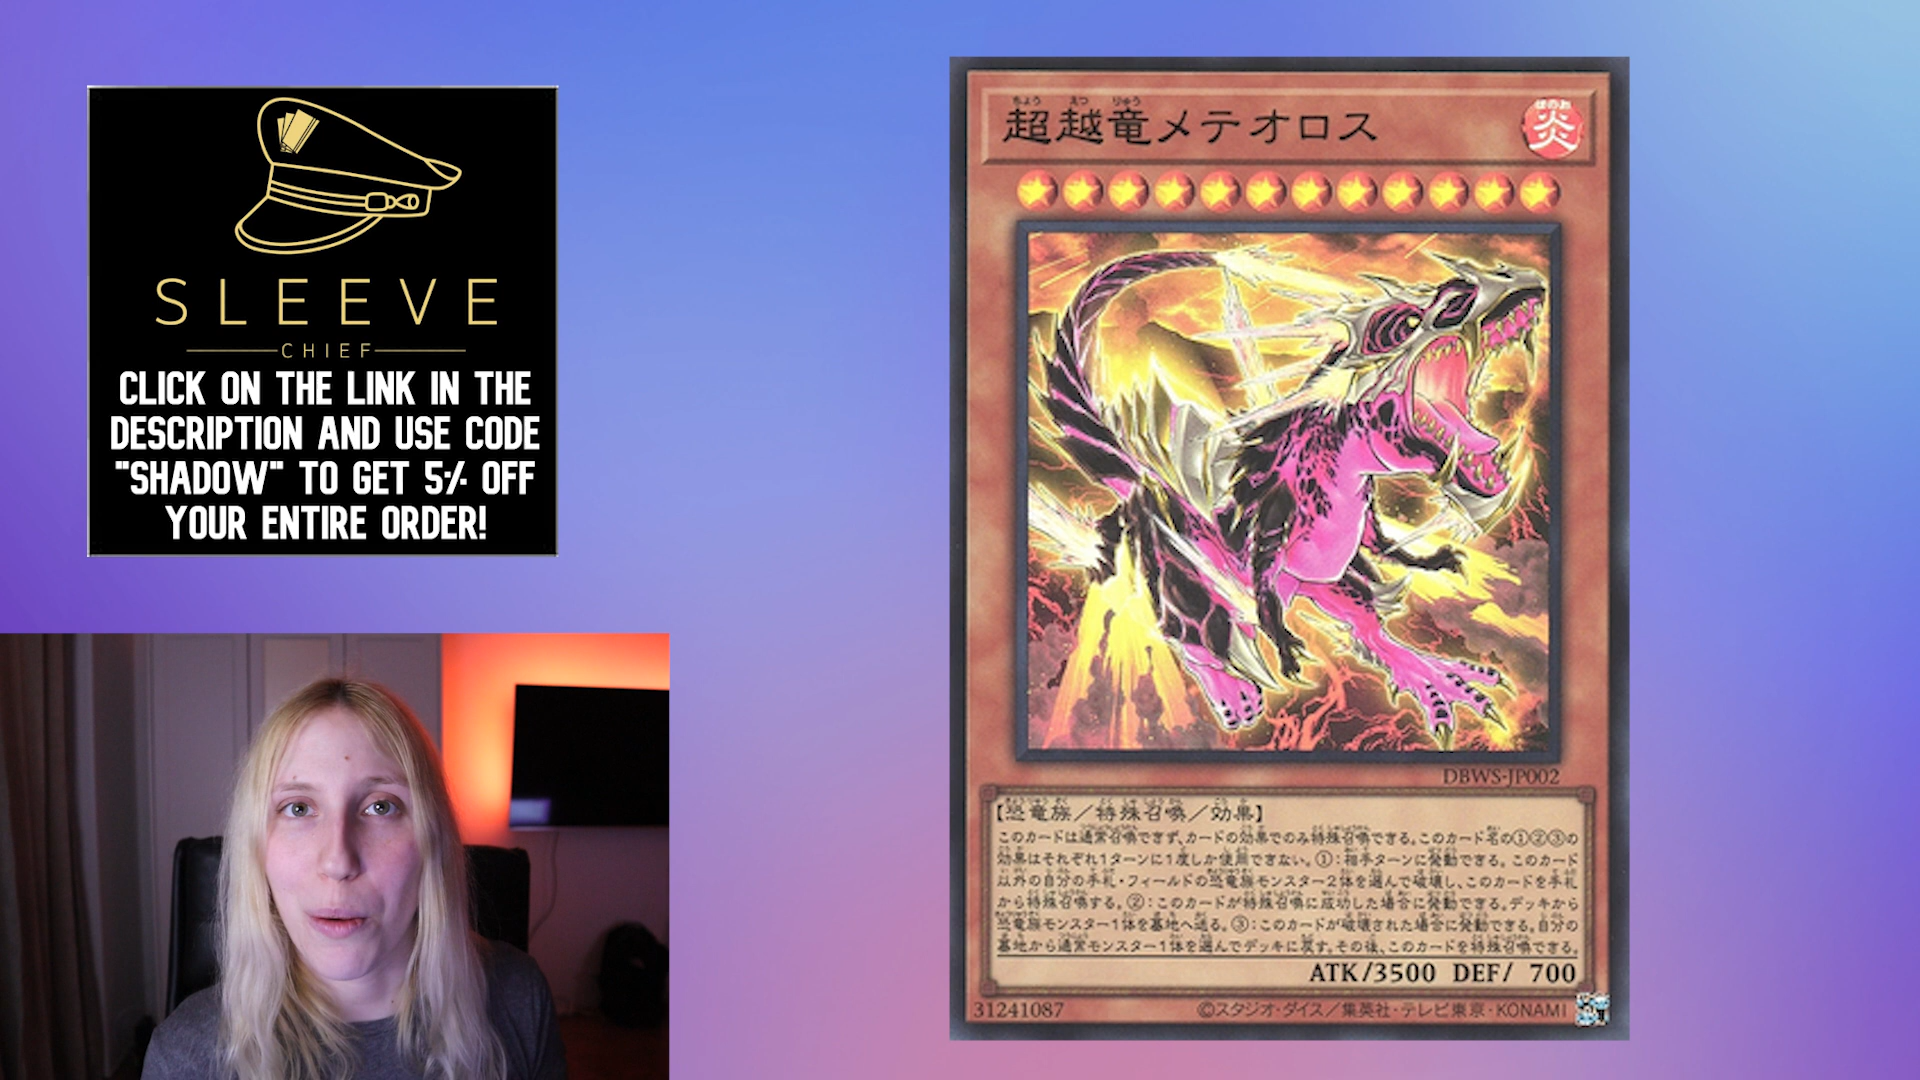 SLEEVE
CHIEF
CLICK ON THE LINK IN THE
DESCRIPTION AND USE CODE
"SHADOW" TO GET 5% OFF
YOUR ENTIRE ORDER!
ちょう えつ りゅう
超越竜メテオロス
ほのお
炎
DBWS-JP002
【恐竜族／特殊召喚／効果】
このカードは通常召喚できず、カードの効果でのみ特殊召喚できる。このカード名の①②③の
効果はそれぞれ1ターンに1度しか使用できない。①：相手ターンに発動できる。このカード
以外の自分の手札・フィールドの恐竜族モンスター2体を選んで破壊し、このカードを手札
から特殊召喚する。②：このカードが特殊召喚に成功した場合に発動できる。デッキから
恐竜族モンスター1体を墓地へ送る。③：このカードが破壊された場合に発動できる。自分の
墓地から通常モンスター1体を選んでデッキに戻す。その後、このカードを特殊召喚できる。
ATK/3500 DEF/ 700
31241087
©スタジオ・ダイス／集英社・テレビ東京・KONAMI